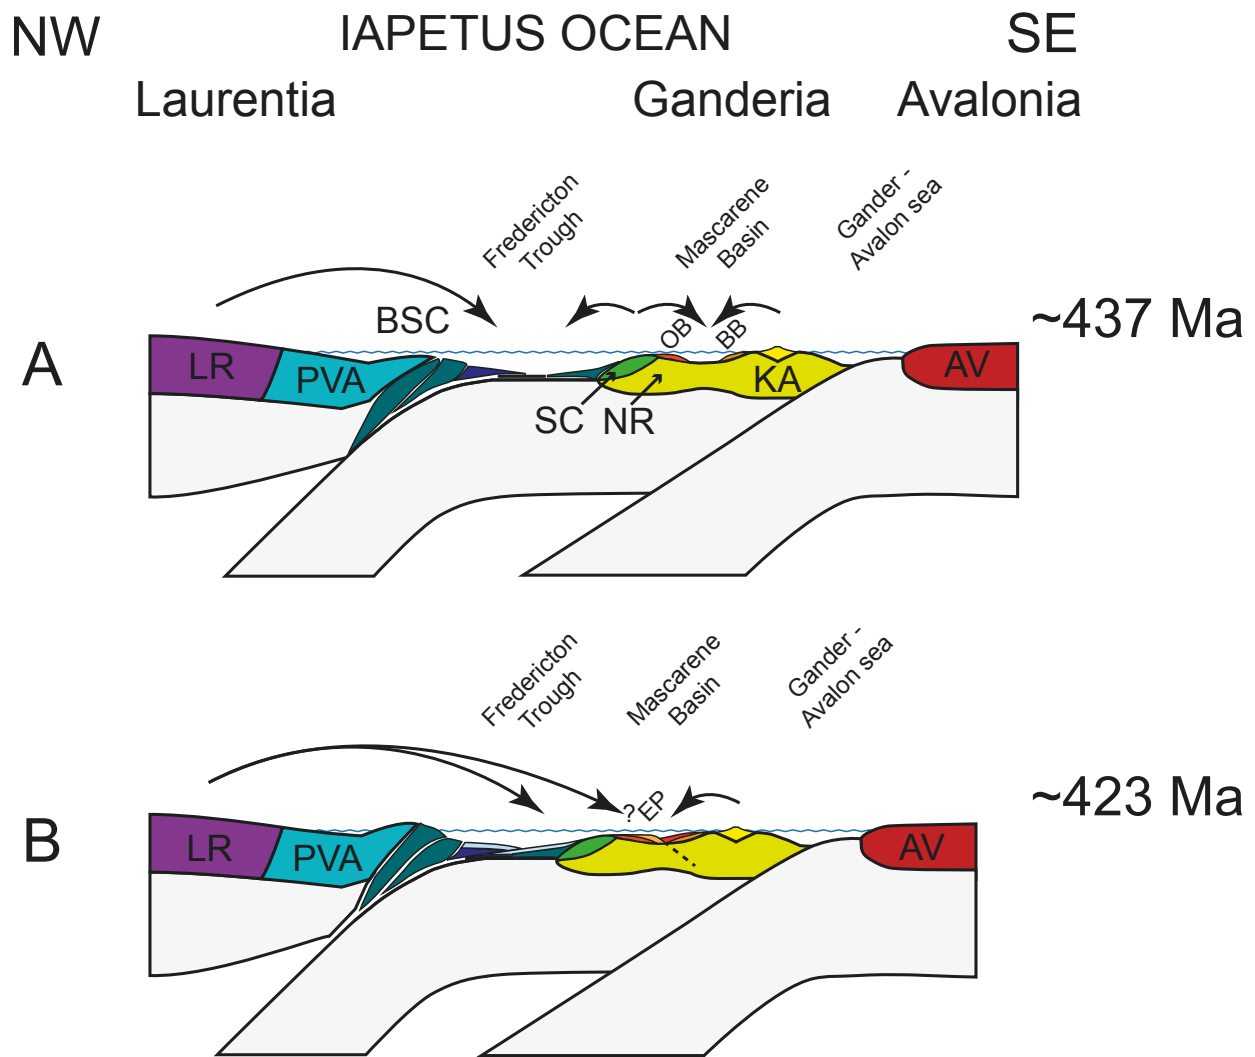 NW
IAPETUS OCEAN
SE
Laurentia
Ganderia
Avalonia
Fredericton
Trough
Mascarene
Basin
Gander -
Avalon sea
~437 Ma
A
BSC
OB
BB
LR
PVA
KA
AV
SC
NR
Fredericton
Trough
Mascarene
Basin
Gander -
Avalon sea
~423 Ma
B
?
EP
LR
PVA
AV